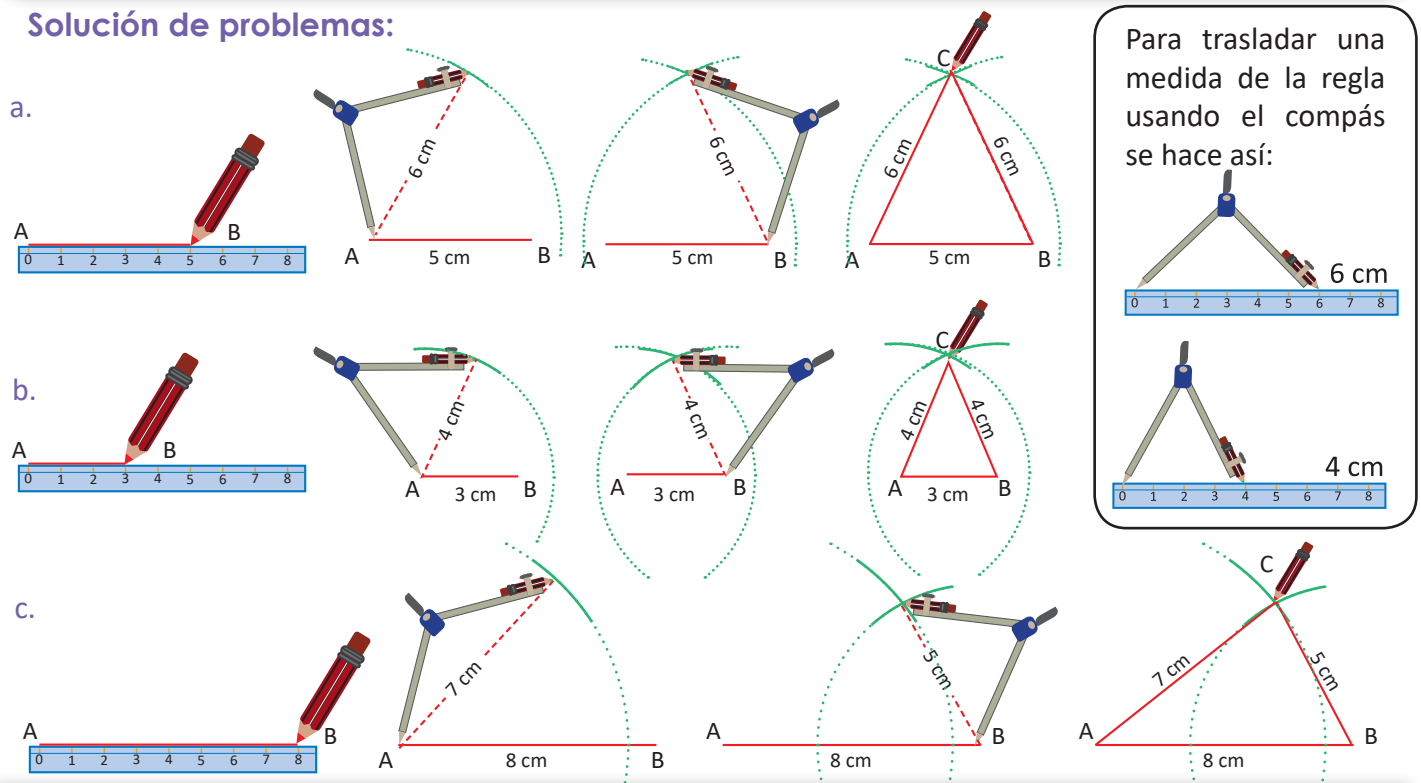 Solución de problemas:
a.
A B
0 1 2 3 4 5 6 7 8
6 cm
A 5 cm B
6 cm
A 5 cm B
C
6 cm 6 cm
A 5 cm B
Para trasladar una
medida de la regla
usando el compás
se hace así:
6 cm
0 1 2 3 4 5 6 7 8
4 cm
0 1 2 3 4 5 6 7 8
b.
A B
0 1 2 3 4 5 6 7 8
4 cm
A 3 cm B
4 cm
A 3 cm B
C
4 cm 4 cm
A 3 cm B
c.
A B
0 1 2 3 4 5 6 7 8
7 cm
A 8 cm B
5 cm
A 8 cm B
C
7 cm 5 cm
A 8 cm B